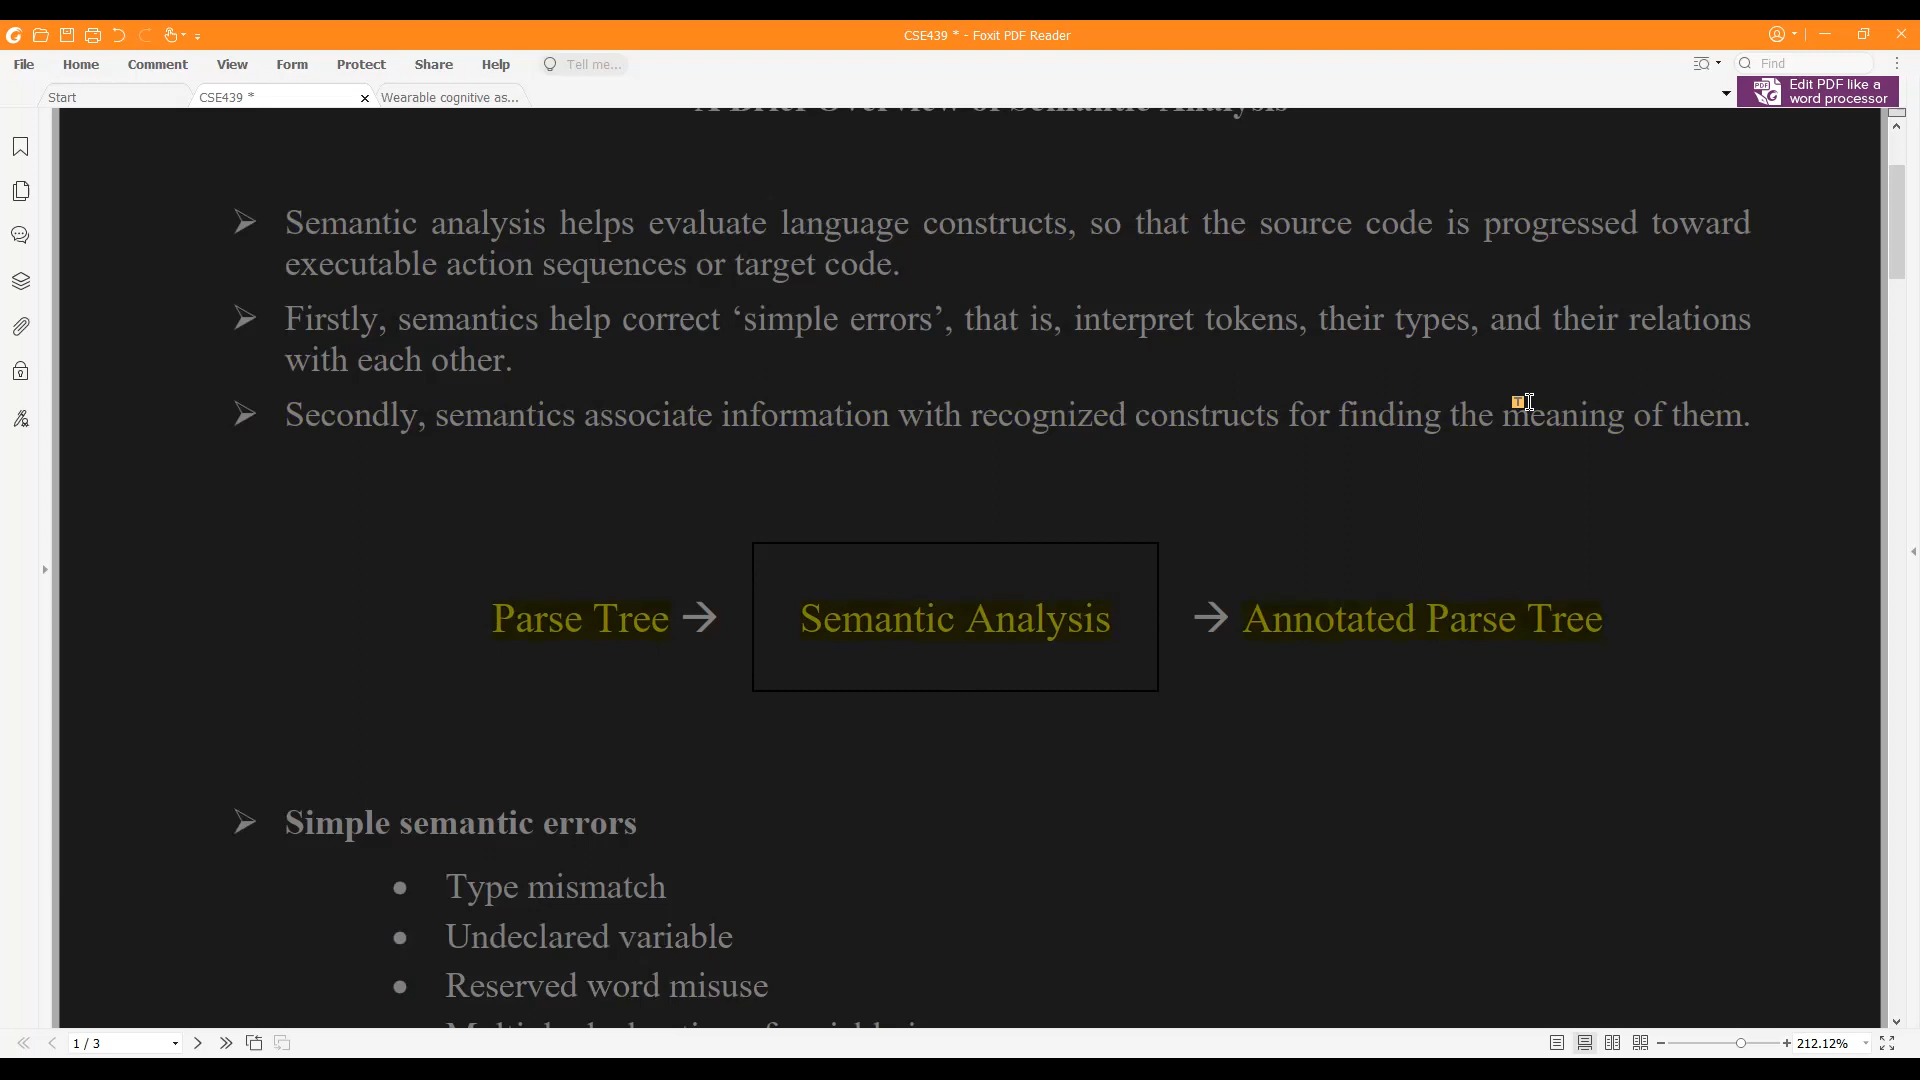 CSE439 * - Foxit PDF Reader
File Home Comment View Form Protect Share Help Tell me... Find
Start CSE439 * Wearable cognitive as...
Edit PDF like a
word processor
A Brief Overview of Semantic Analysis
➢ Semantic analysis helps evaluate language constructs, so that the source code is progressed toward
executable action sequences or target code.
➢ Firstly, semantics help correct ‘simple errors’, that is, interpret tokens, their types, and their relations
with each other.
➢ Secondly, semantics associate information with recognized constructs for finding the meaning of them.
Parse Tree → Semantic Analysis → Annotated Parse Tree
➢ Simple semantic errors
● Type mismatch
● Undeclared variable
● Reserved word misuse
1 / 3
212.12%